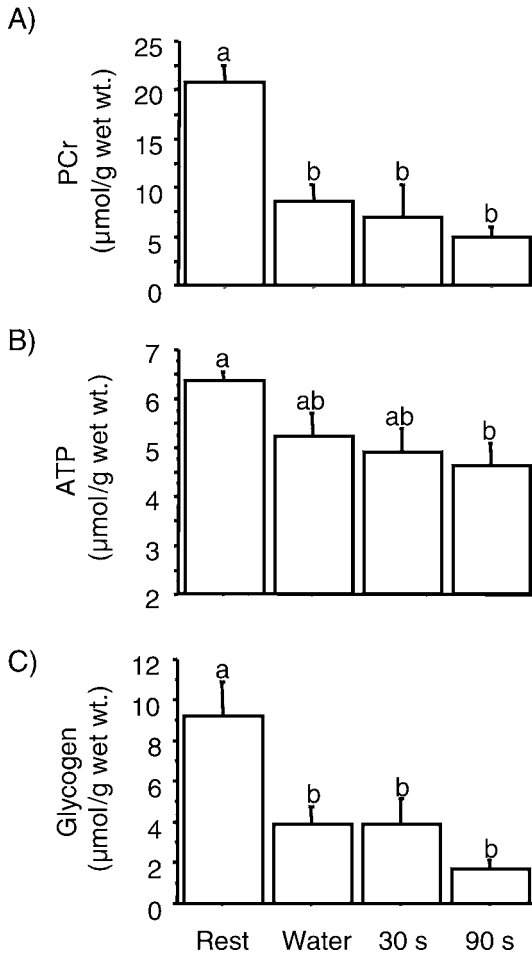 A)
PCr
(µmol/g wet wt.)
25
20
15
10
5
0
a
b
b
b
B)
ATP
(µmol/g wet wt.)
7
6
5
4
3
2
a
ab
ab
b
C)
Glycogen
(µmol/g wet wt.)
12
10
8
6
4
2
0
a
b
b
b
Rest Water 30 s 90 s